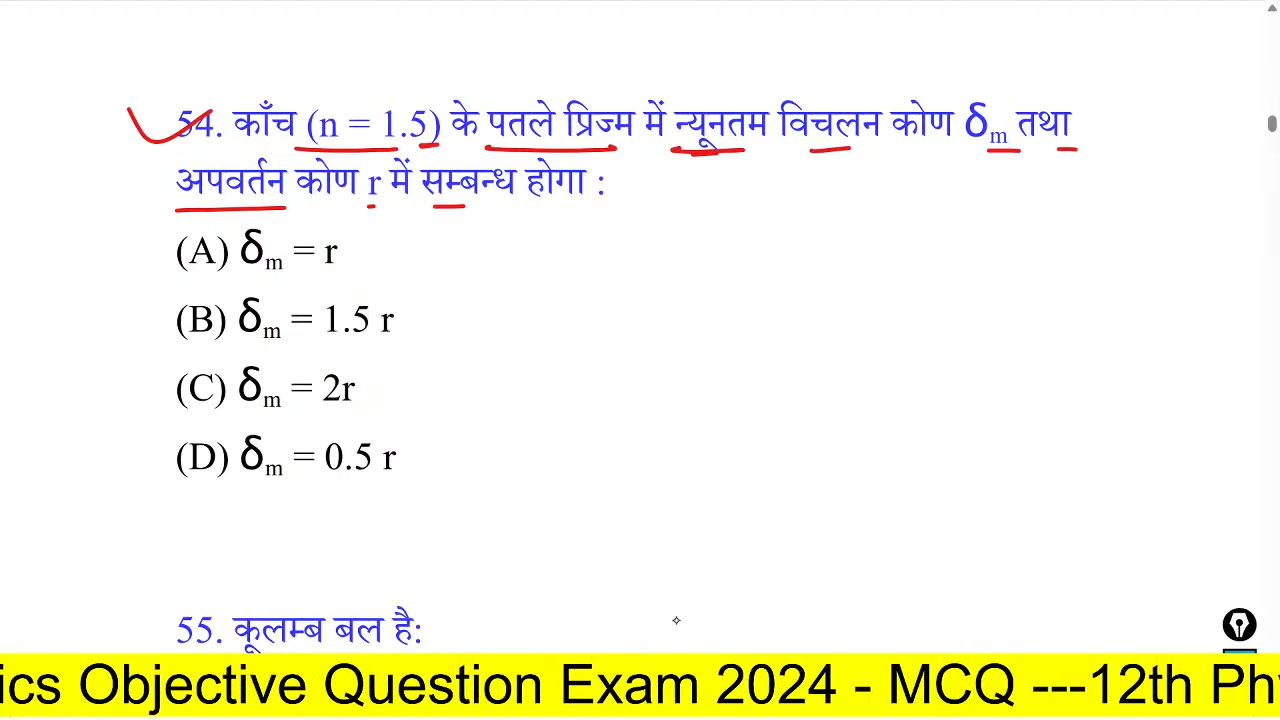 54. काँच (n = 1.5) के पतले प्रिज्म में न्यूनतम विचलन कोण δm तथा
अपवर्तन कोण r में सम्बन्ध होगा :
(A) δm = r
(B) δm = 1.5 r
(C) δm = 2r
(D) δm = 0.5 r
55. कूलम्ब बल है:
ics Objective Question Exam 2024 - MCQ ---12th Ph